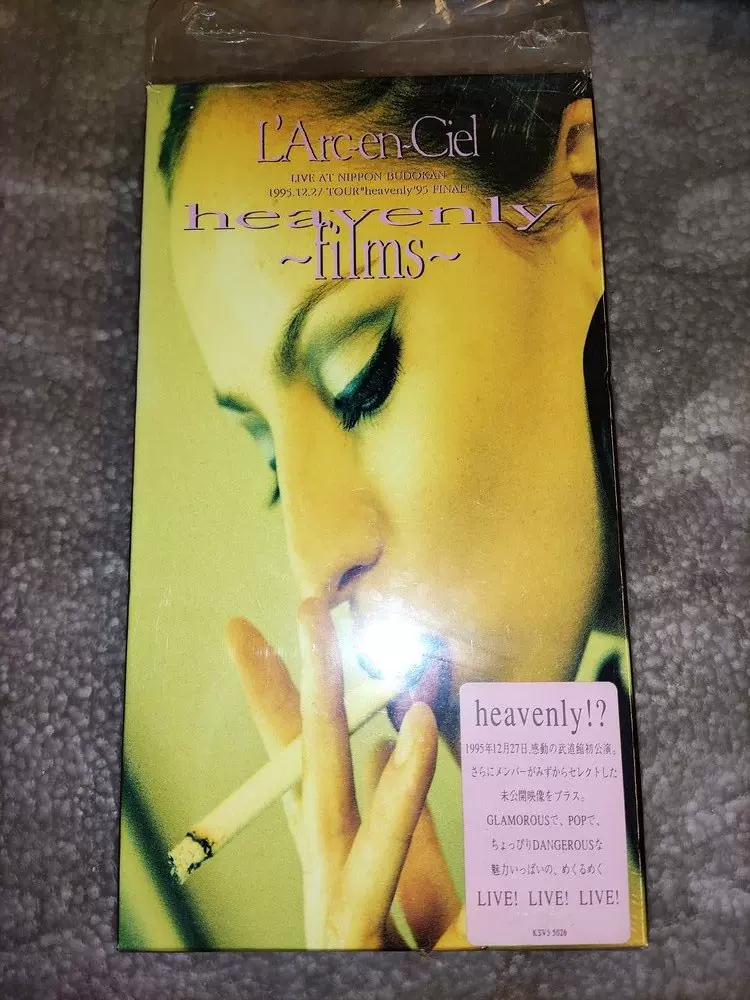 L'Arc-en-Ciel
LIVE AT NIPPON BUDOKAN
1995.12.27 TOUR"heavenly'95 FINAL"
heavenly
~films~
heavenly!?
1995年12月27日、感動の武道館初公演。
さらにメンバーがみずからセレクトした
未公開映像をプラス。
GLAMOROUSで、POPで、
ちょっぴりDANGEROUSな
魅力いっぱいの、めくるめく
LIVE! LIVE! LIVE!
KSV5 5026